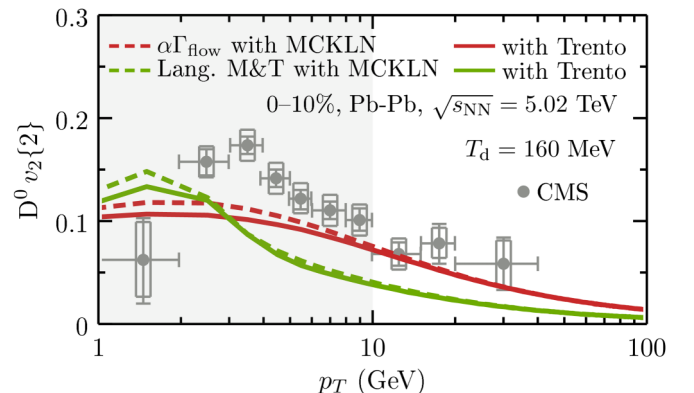 0.3
αΓflow with MCKLN with Trento
Lang. M&T with MCKLN with Trento
0–10%, Pb-Pb, √sNN = 5.02 TeV
0.2
Td = 160 MeV
CMS
D⁰ v₂{2}
0.1
0
1 10 100
pT (GeV)